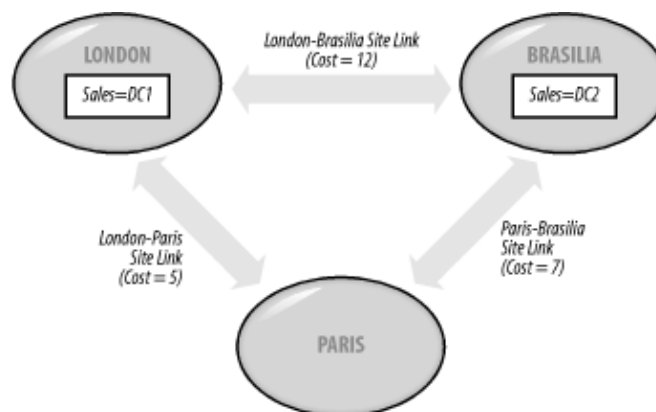 London-Brasilia Site Link
(Cost = 12)
LONDON
Sales=DC1
BRASILIA
Sales=DC2
London-Paris
Site Link
(Cost = 5)
Paris-Brasilia
Site Link
(Cost = 7)
PARIS